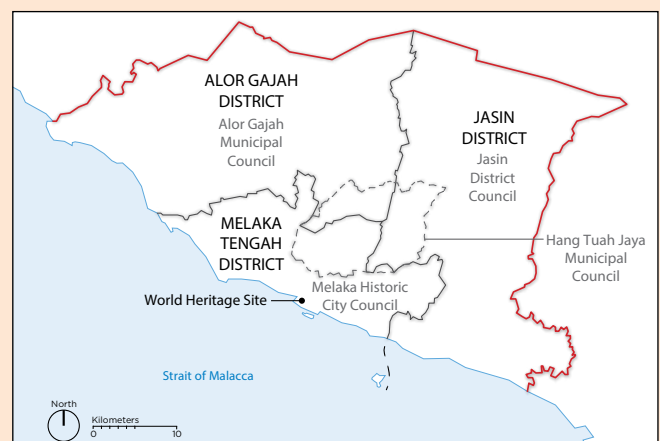 ALOR GAJAH
DISTRICT
Alor Gajah
Municipal
Council
JASIN
DISTRICT
Jasin
District
Council
MELAKA
TENGAH
DISTRICT
Hang Tuah Jaya
Municipal
Council
Melaka Historic
City Council
World Heritage Site
Strait of Malacca
North
Kilometers
0 10